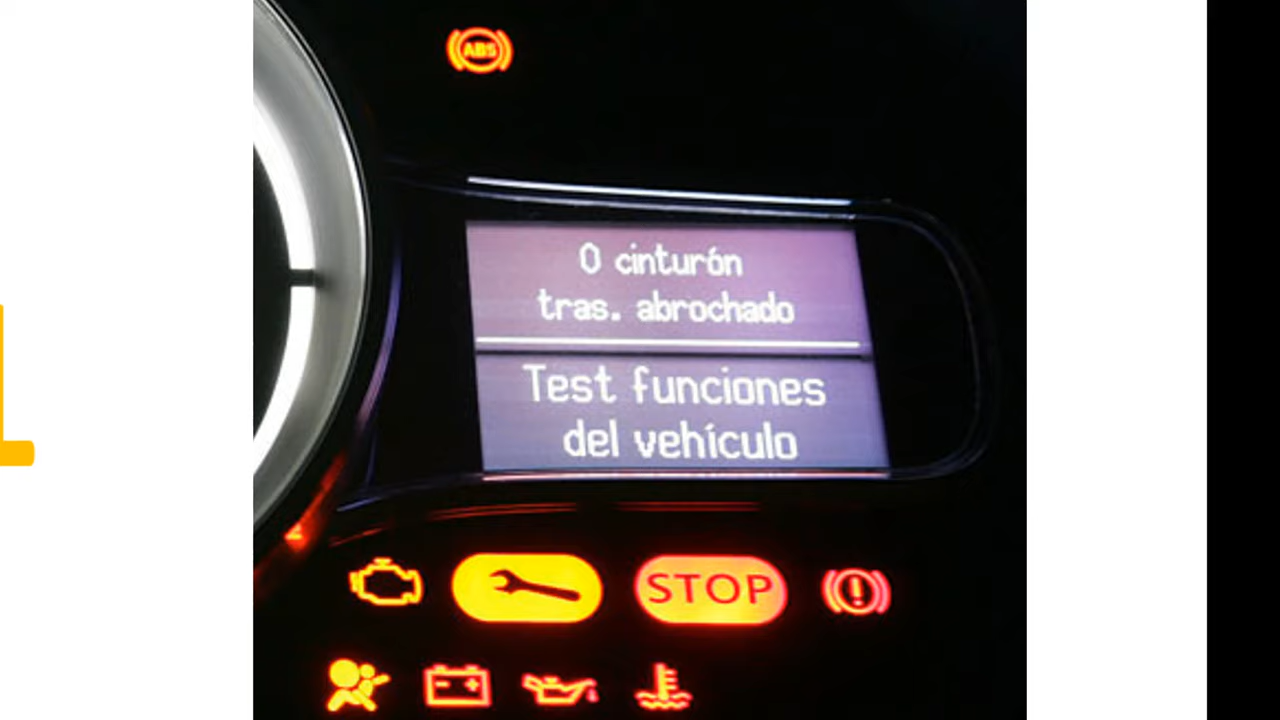 ABS
0 cinturón
tras. abrochado
Test funciones
del vehículo
STOP